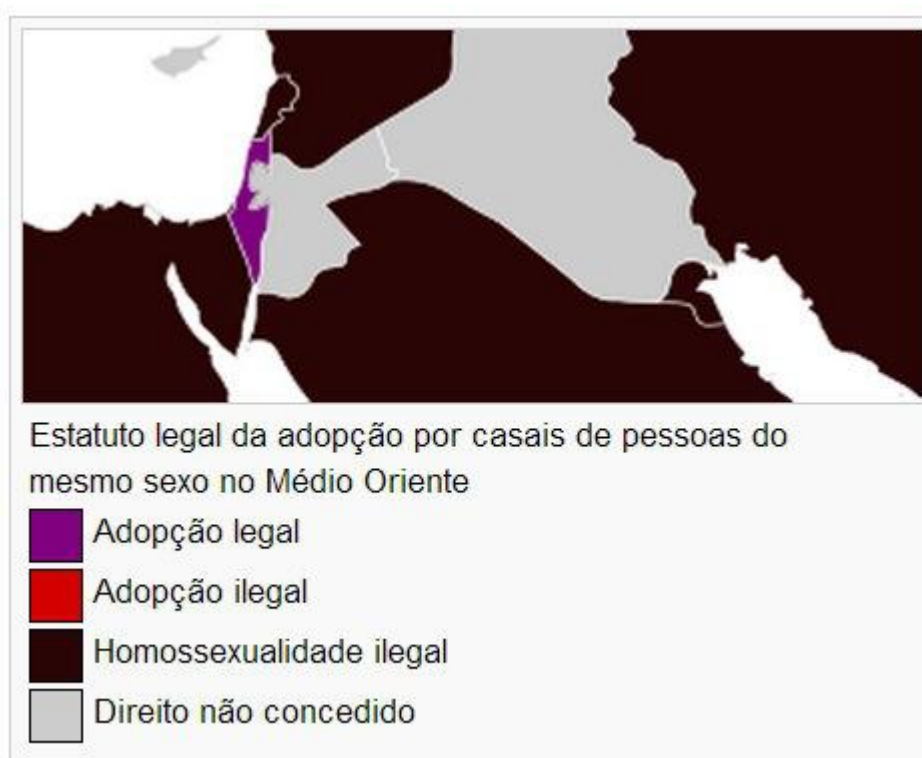 Estatuto legal da adopção por casais de pessoas do
mesmo sexo no Médio Oriente
Adopção legal
Adopção ilegal
Homossexualidade ilegal
Direito não concedido